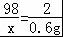 98/x = 2/0.6g